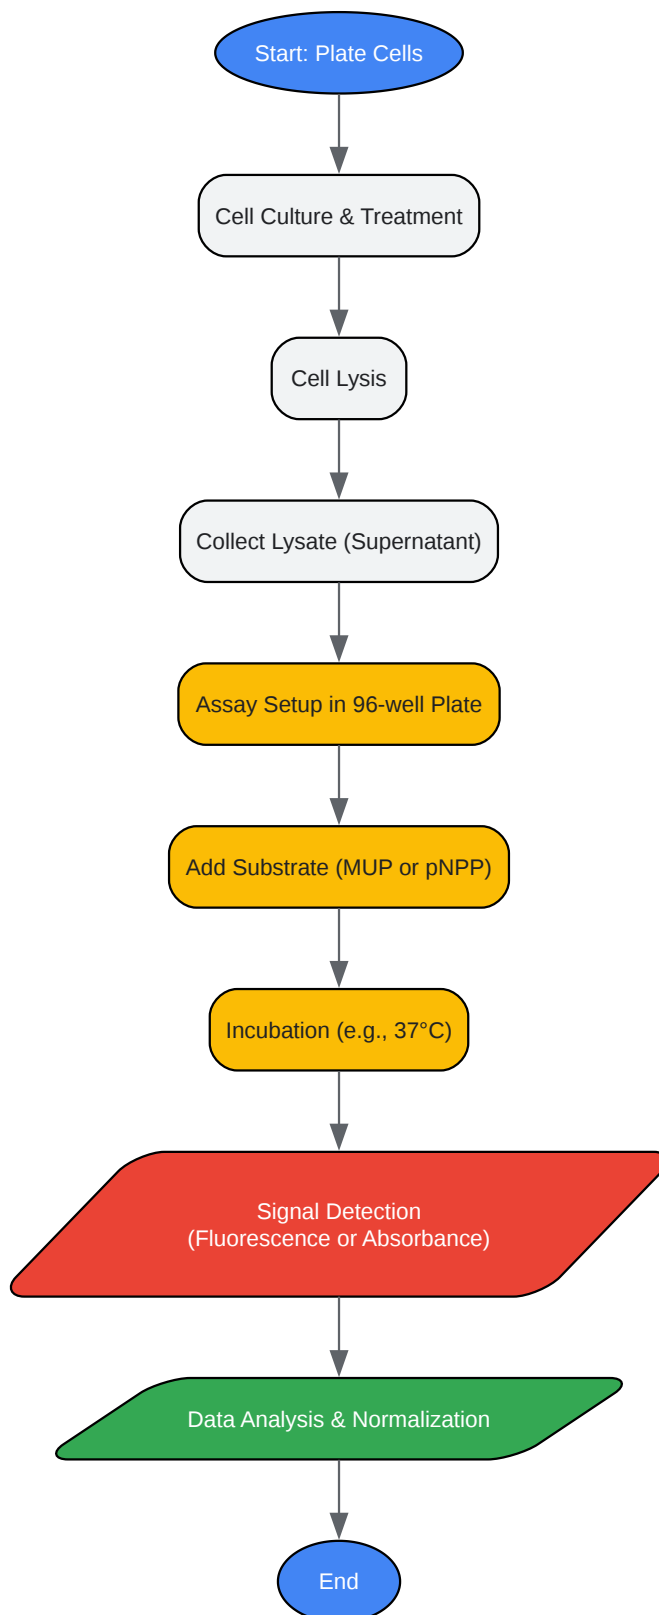 Start: Plate Cells
Cell Culture & Treatment
Cell Lysis
Collect Lysate (Supernatant)
Assay Setup in 96-well Plate
Add Substrate (MUP or pNPP)
Incubation (e.g., 37°C)
Signal Detection
(Fluorescence or Absorbance)
Data Analysis & Normalization
End